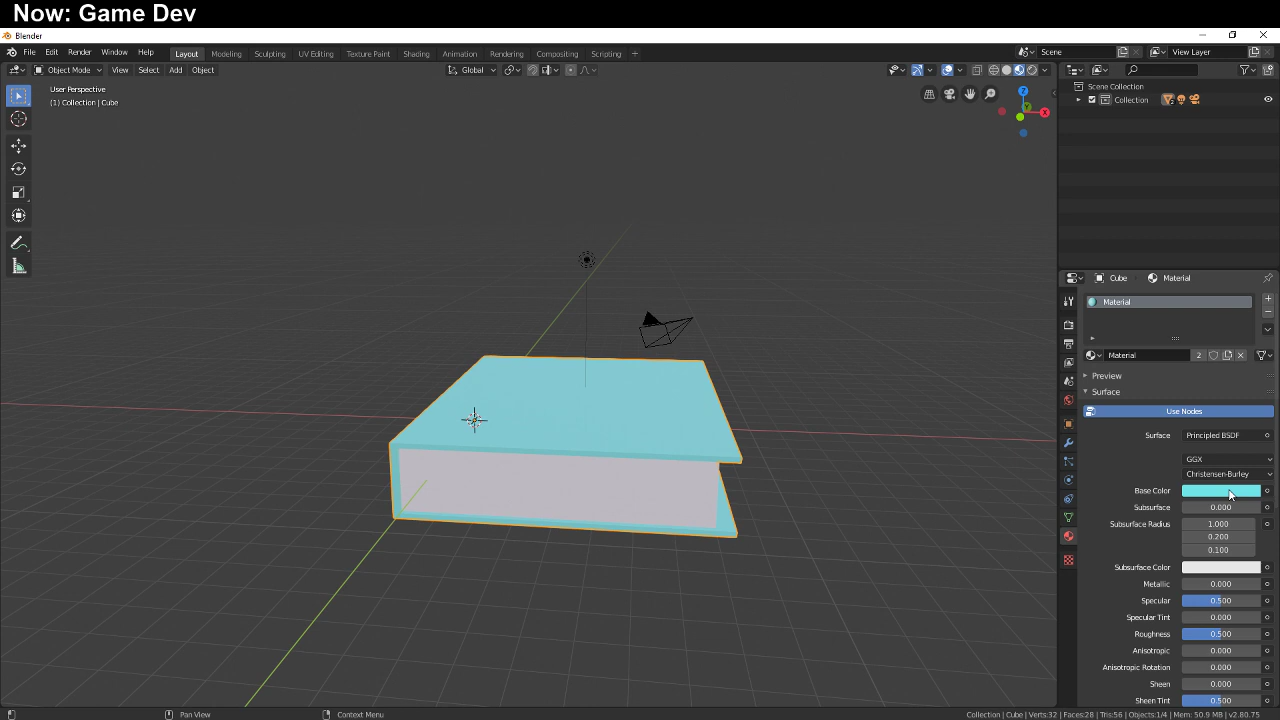 Now: Game Dev
Blender
File Edit Render Window Help Layout Modeling Sculpting UV Editing Texture Paint Shading Animation Rendering Compositing Scripting + Scene View Layer
Object Mode View Select Add Object Global
User Perspective
(1) Collection | Cube
Z
Y
X
Scene Collection
Collection
Cube Material
Material
Material 2
Preview
Surface
Use Nodes
Surface Principled BSDF
GGX
Christensen-Burley
Base Color
Subsurface 0.000
Subsurface Radius 1.000
0.200
0.100
Subsurface Color
Metallic 0.000
Specular 0.500
Specular Tint 0.000
Roughness 0.500
Anisotropic 0.000
Anisotropic Rotation 0.000
Sheen 0.000
Sheen Tint 0.500
Pan View Context Menu Collection | Cube | Verts:32 | Faces:28 | Tris:56 | Objects:1/4 | Mem: 50.9 MB | v2.80.75